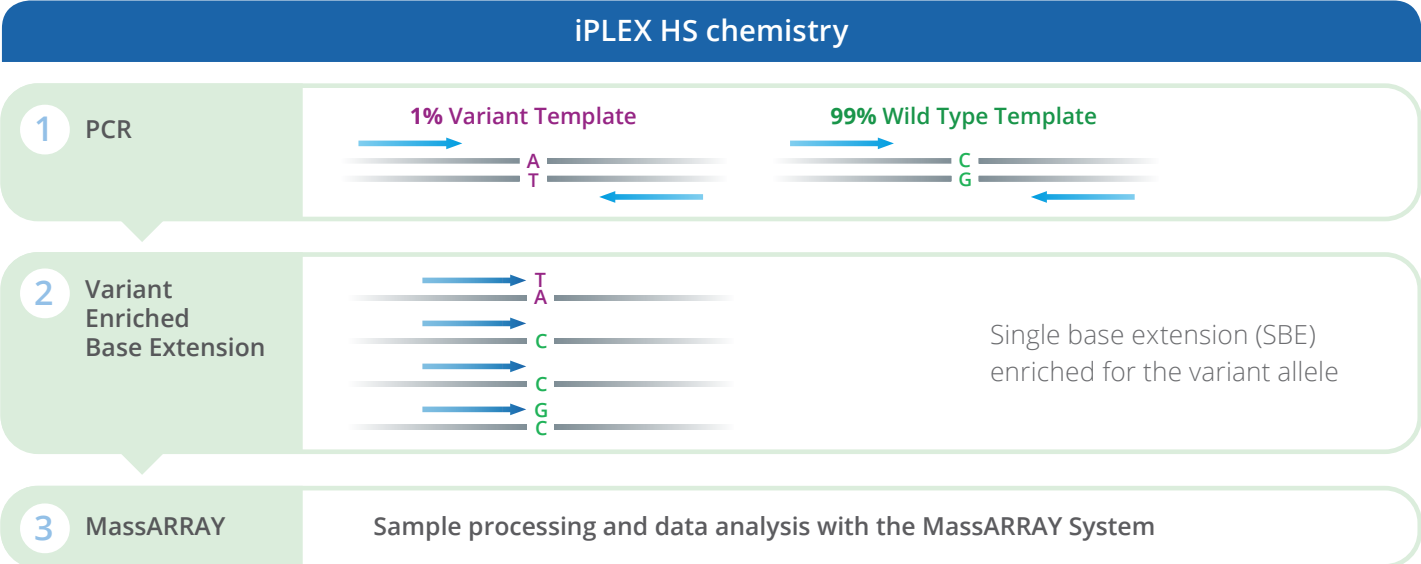 iPLEX HS chemistry
1 PCR
1% Variant Template
99% Wild Type Template
A
T
C
G
2 Variant
Enriched
Base Extension
T
A
C
C
G
C
Single base extension (SBE)
enriched for the variant allele
3 MassARRAY
Sample processing and data analysis with the MassARRAY System